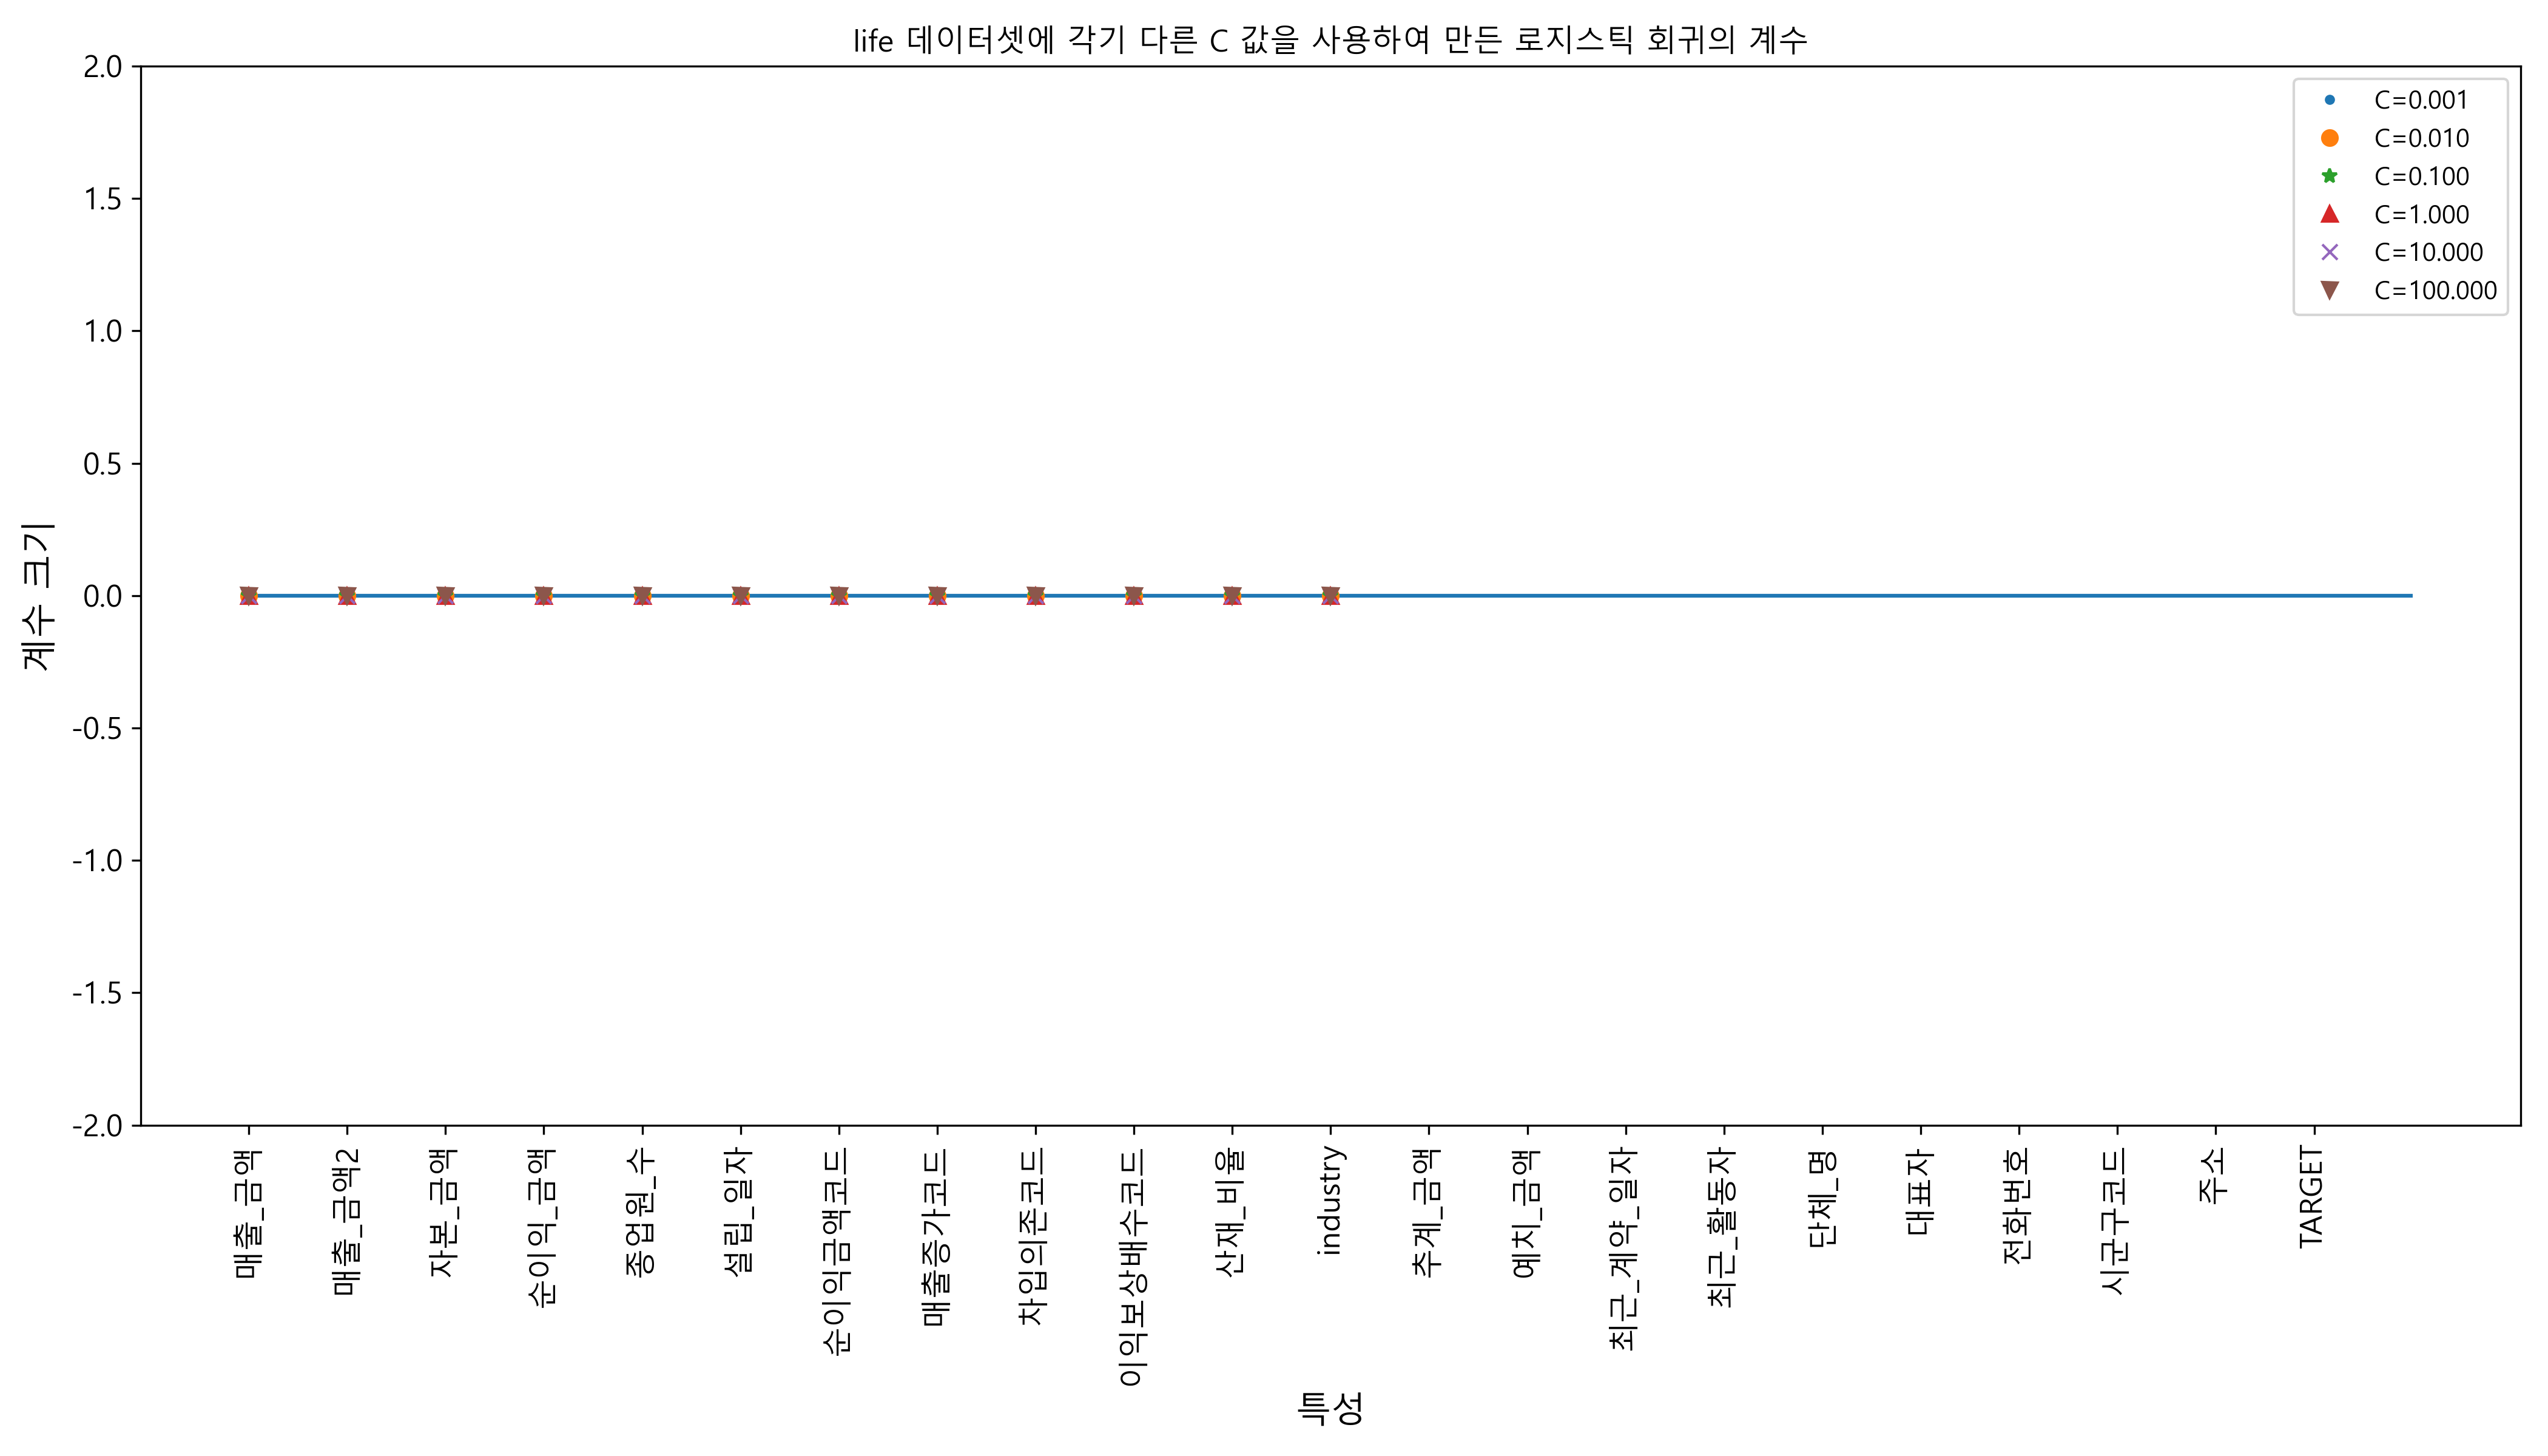 life 데이터셋에 각기 다른 C 값을 사용하여 만든 로지스틱 회귀의 계수
2.0
1.5
1.0
0.5
0.0
-0.5
-1.0
-1.5
-2.0
계수 크기
C=0.001
C=0.010
C=0.100
C=1.000
C=10.000
C=100.000
매출_금액
매출_금액2
자본_금액
순이익_금액
종업원_수
설립_일자
순이익금액코드
매출증가코드
차입의존코드
이익보상배수코드
산재_비율
industry
추계_금액
예치_금액
최근_계약_일자
최근_활동자
단체_명
대표자
전화번호
시군구코드
주소
TARGET
특성